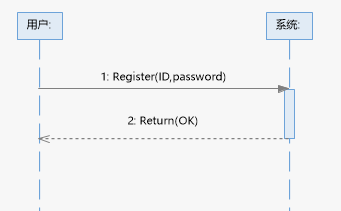 用户:
系统:
1: Register(ID,password)
2: Return(OK)